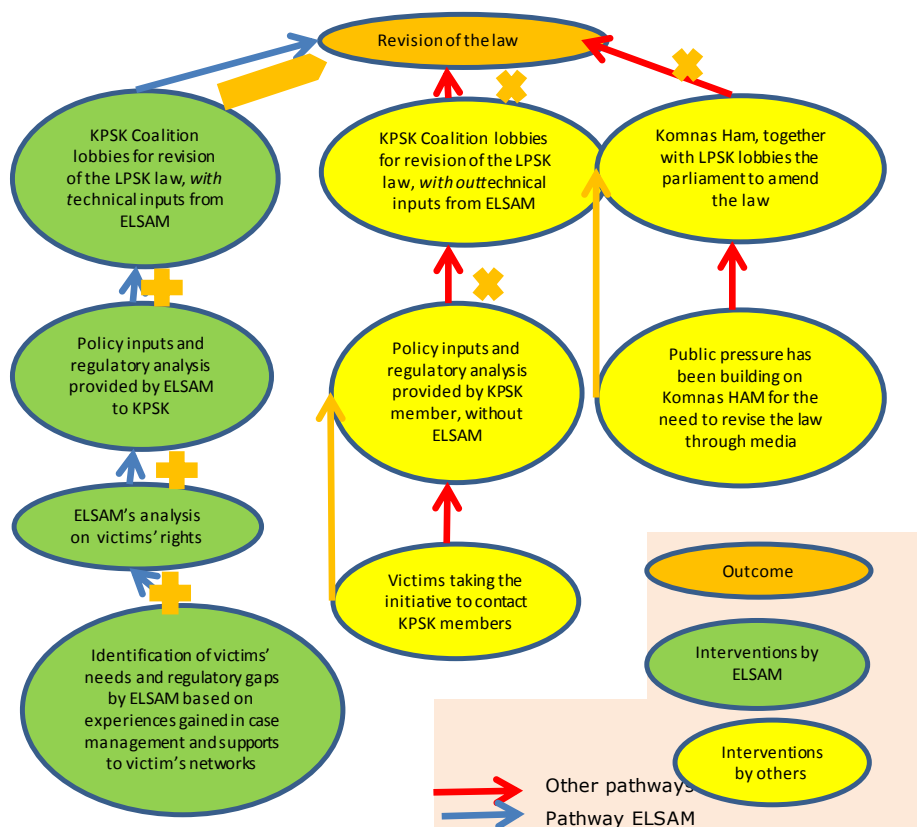 Revision of the law
KPSK Coalition
lobbies for revision
of the LPSK law, with
technical inputs from
ELSAM
KPSK Coalition lobbies
for revision of the LPSK
law, with outtechnical
inputs from ELSAM
Komnas Ham, together
with LPSK lobbies the
parliament to amend
the law
Policy inputs and
regulatory analysis
provided by ELSAM
to KPSK
Policy inputs and
regulatory analysis
provided by KPSK
member, without
ELSAM
Public pressure has
been building on
Komnas HAM for the
need to revise the law
through media
ELSAM's analysis
on victims' rights
Victims taking the
initiative to contact
KPSK members
Identification of victims'
needs and regulatory gaps
by ELSAM based on
experiences gained in case
management and supports
to victim's networks
Outcome
Interventions by
ELSAM
Interventions
by others
Other pathways
Pathway ELSAM